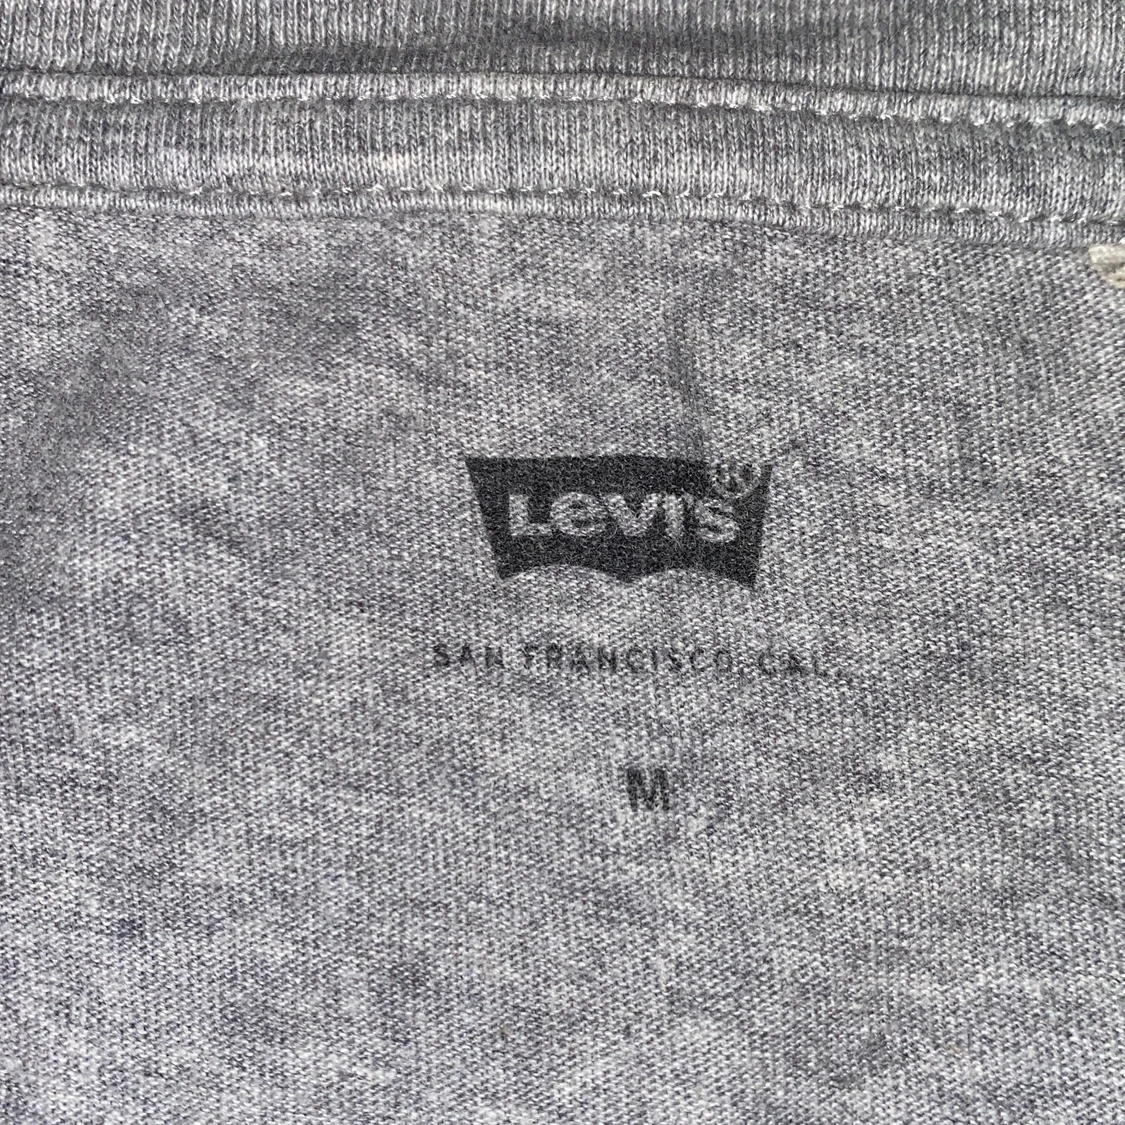 Levi's®
SAN FRANCISCO, CAL.
M